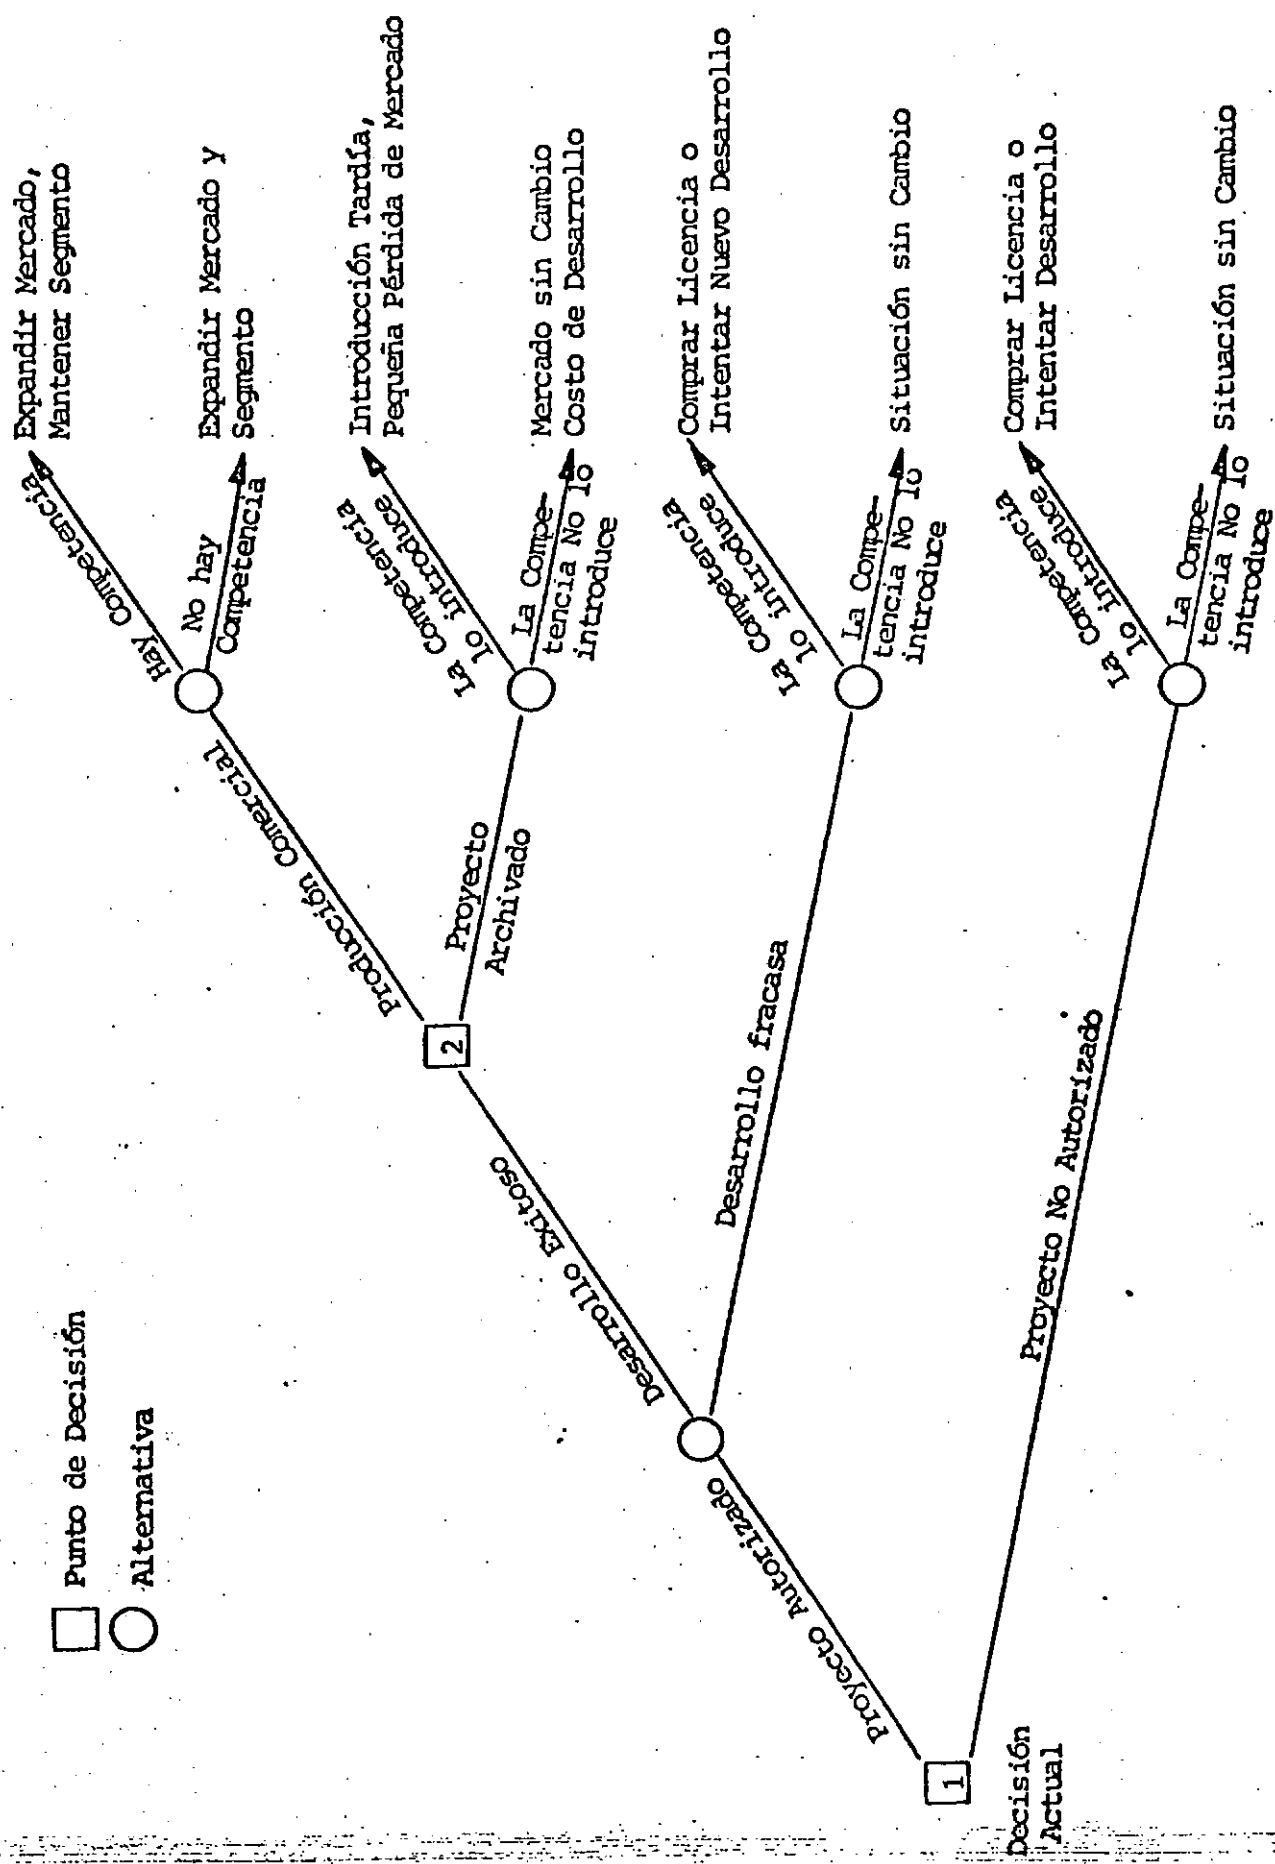 Punto de Decisión
Alternativa
Decisión
Actual
1
Proyecto Autorizado
Proyecto No Autorizado
Desarrollo Exitoso
Desarrollo fracasa
2
Producción Comercial
Proyecto
Archivado
Hay Competencia
Expandir Mercado,
Mantener Segmento
No hay
Competencia
Expandir Mercado y
Segmento
La Competencia
lo introduce
Introducción Tardía,
Pequeña Pérdida de Mercado
La Compe-
tencia No lo
introduce
Mercado sin Cambio
Costo de Desarrollo
La Competencia
lo introduce
Comprar Licencia o
Intentar Nuevo Desarrollo
La Compe-
tencia No lo
introduce
Situación sin Cambio
La Competencia
lo introduce
Comprar Licencia o
Intentar Desarrollo
La Compe-
tencia No lo
introduce
Situación sin Cambio